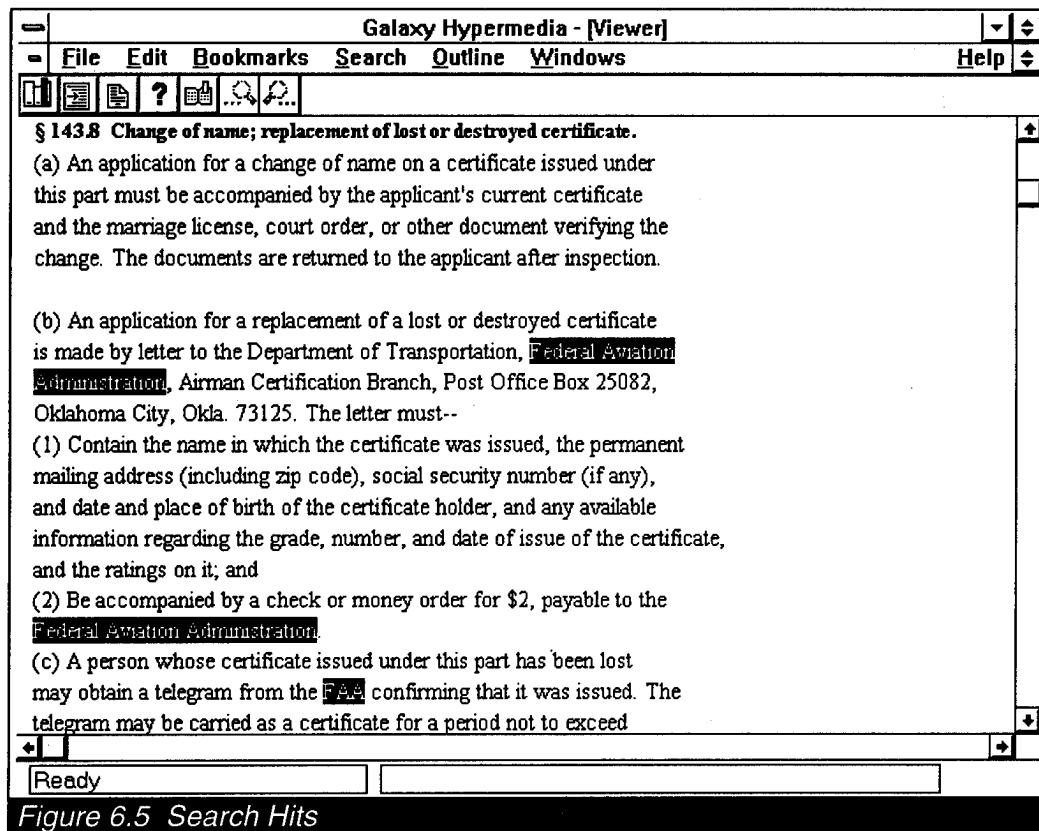 Galaxy Hypermedia - [Viewer]
File Edit Bookmarks Search Outline Windows Help
?
§ 143.8 Change of name; replacement of lost or destroyed certificate.
(a) An application for a change of name on a certificate issued under
this part must be accompanied by the applicant's current certificate
and the marriage license, court order, or other document verifying the
change. The documents are returned to the applicant after inspection.
(b) An application for a replacement of a lost or destroyed certificate
is made by letter to the Department of Transportation, Federal Aviation
Administration, Airman Certification Branch, Post Office Box 25082,
Oklahoma City, Okla. 73125. The letter must--
(1) Contain the name in which the certificate was issued, the permanent
mailing address (including zip code), social security number (if any),
and date and place of birth of the certificate holder, and any available
information regarding the grade, number, and date of issue of the certificate,
and the ratings on it; and
(2) Be accompanied by a check or money order for $2, payable to the
Federal Aviation Administration.
(c) A person whose certificate issued under this part has been lost
may obtain a telegram from the FAA confirming that it was issued. The
telegram may be carried as a certificate for a period not to exceed
Ready
Figure 6.5 Search Hits